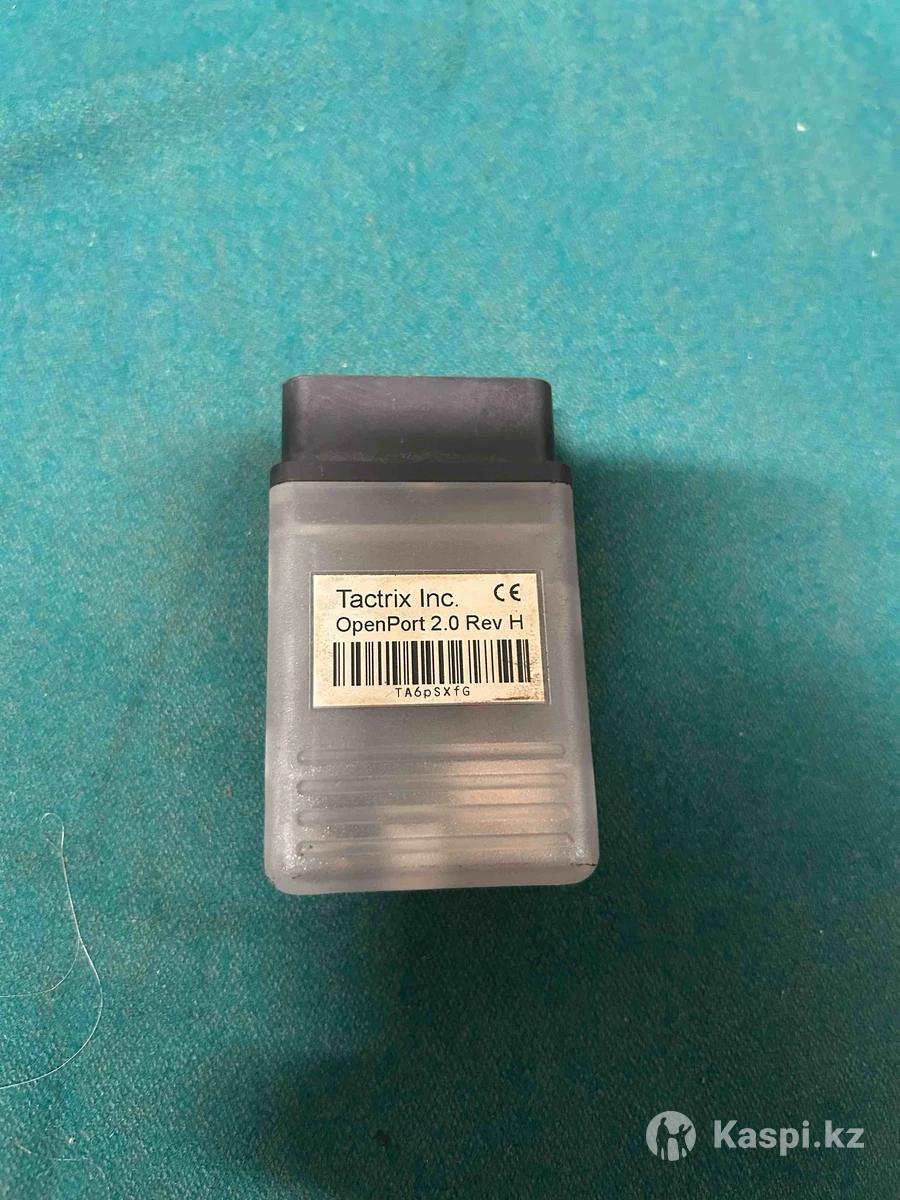 Tactrix Inc. CE
OpenPort 2.0 Rev H
TA6pSXfG
Kaspi.kz